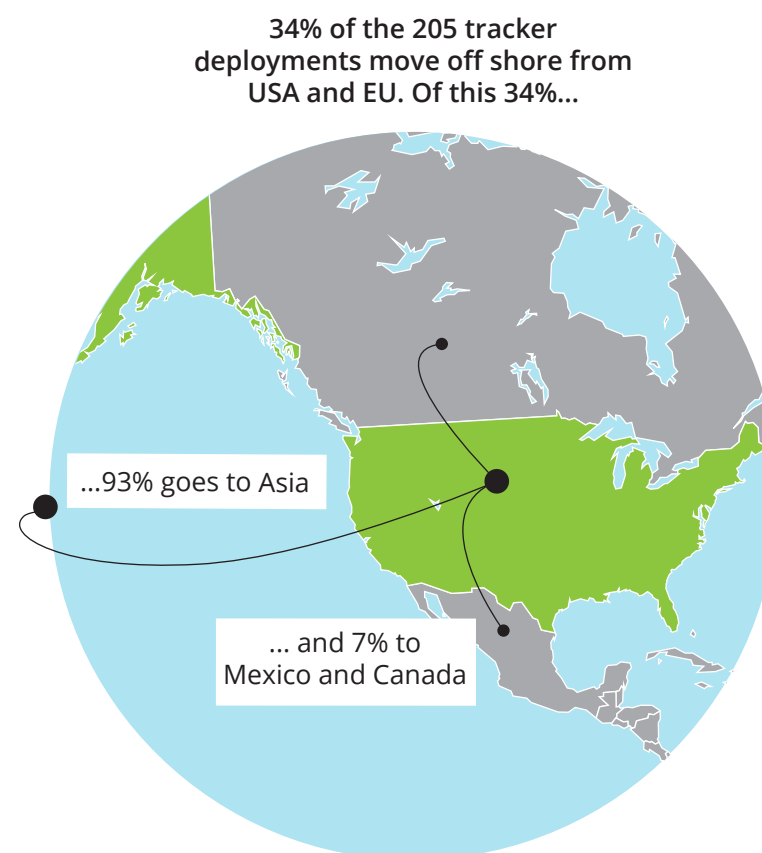 34% of the 205 tracker
deployments move off shore from
USA and EU. Of this 34%...
...93% goes to Asia
... and 7% to
Mexico and Canada